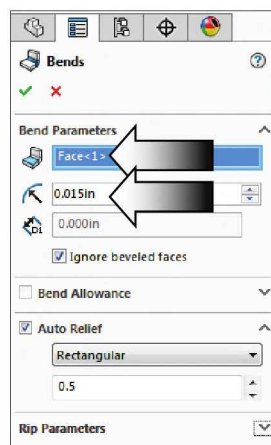 Bends
Bend Parameters
Face<1>
0.015in
D1
0.000in
Ignore beveled faces
Bend Allowance
Auto Relief
Rectangular
0.5
Rip Parameters